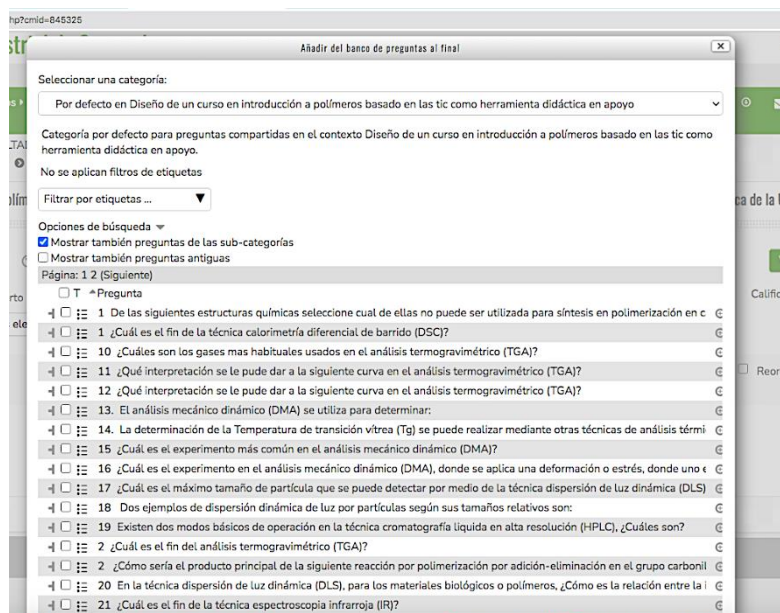 hp?cmid=845325
Añadir del banco de preguntas al final
Seleccionar una categoría:
Por defecto en Diseño de un curso en introducción a polímeros basado en las tic como herramienta didáctica en apoyo
Categoría por defecto para preguntas compartidas en el contexto Diseño de un curso en introducción a polímeros basado en las tic como
herramienta didáctica en apoyo.
No se aplican filtros de etiquetas
Filtrar por etiquetas ...
ca de la U
Opciones de búsqueda
Mostrar también preguntas de las sub-categorías
Mostrar también preguntas antiguas
Página: 1 2 (Siguiente)
T Pregunta
Califi
1 De las siguientes estructuras químicas seleccione cual de ellas no puede ser utilizada para síntesis en polimerización en c
1 ¿Cuál es el fin de la técnica calorimetría diferencial de barrido (DSC)?
10 ¿Cuáles son los gases mas habituales usados en el análisis termogravimétrico (TGA)?
11 ¿Qué interpretación se le pude dar a la siguiente curva en el análisis termogravimétrico (TGA)?
Reor
12 ¿Qué interpretación se le pude dar a la siguiente curva en el análisis termogravimétrico (TGA)?
13. El análisis mecánico dinámico (DMA) se utiliza para determinar:
14. La determinación de la Temperatura de transición vítrea (Tg) se puede realizar mediante otras técnicas de análisis térmi
15 ¿Cuál es el experimento más común en el análisis mecánico dinámico (DMA)?
16 ¿Cuál es el experimento en el análisis mecánico dinámico (DMA), donde se aplica una deformación o estrés, donde uno e
17 ¿Cuál es el máximo tamaño de partícula que se puede detectar por medio de la técnica dispersión de luz dinámica (DLS)
18 Dos ejemplos de dispersión dinámica de luz por partículas según sus tamaños relativos son:
19 Existen dos modos básicos de operación en la técnica cromatografía liquida en alta resolución (HPLC), ¿Cuáles son?
2 ¿Cuál es el fin del análisis termogravimétrico (TGA)?
2 ¿Cómo sería el producto principal de la siguiente reacción por polimerización por adición-eliminación en el grupo carbonil
20 En la técnica dispersión de luz dinámica (DLS), para los materiales biológicos o polímeros, ¿Cómo es la relación entre la i
21 ¿Cuál es el fin de la técnica espectroscopia infrarroja (IR)?